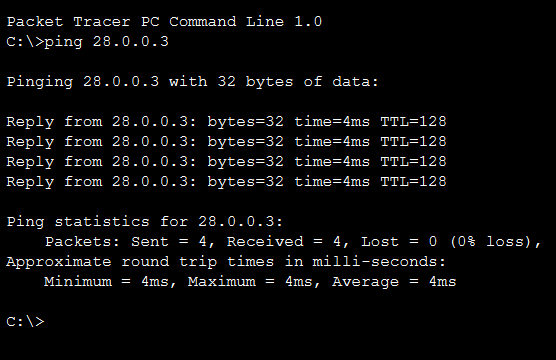 Packet Tracer PC Command Line 1.0
C:\>ping 28.0.0.3
Pinging 28.0.0.3 with 32 bytes of data:
Reply from 28.0.0.3: bytes=32 time=4ms TTL=128
Reply from 28.0.0.3: bytes=32 time=4ms TTL=128
Reply from 28.0.0.3: bytes=32 time=4ms TTL=128
Reply from 28.0.0.3: bytes=32 time=4ms TTL=128
Ping statistics for 28.0.0.3:
    Packets: Sent = 4, Received = 4, Lost = 0 (0% loss),
Approximate round trip times in milli-seconds:
    Minimum = 4ms, Maximum = 4ms, Average = 4ms
C:\>